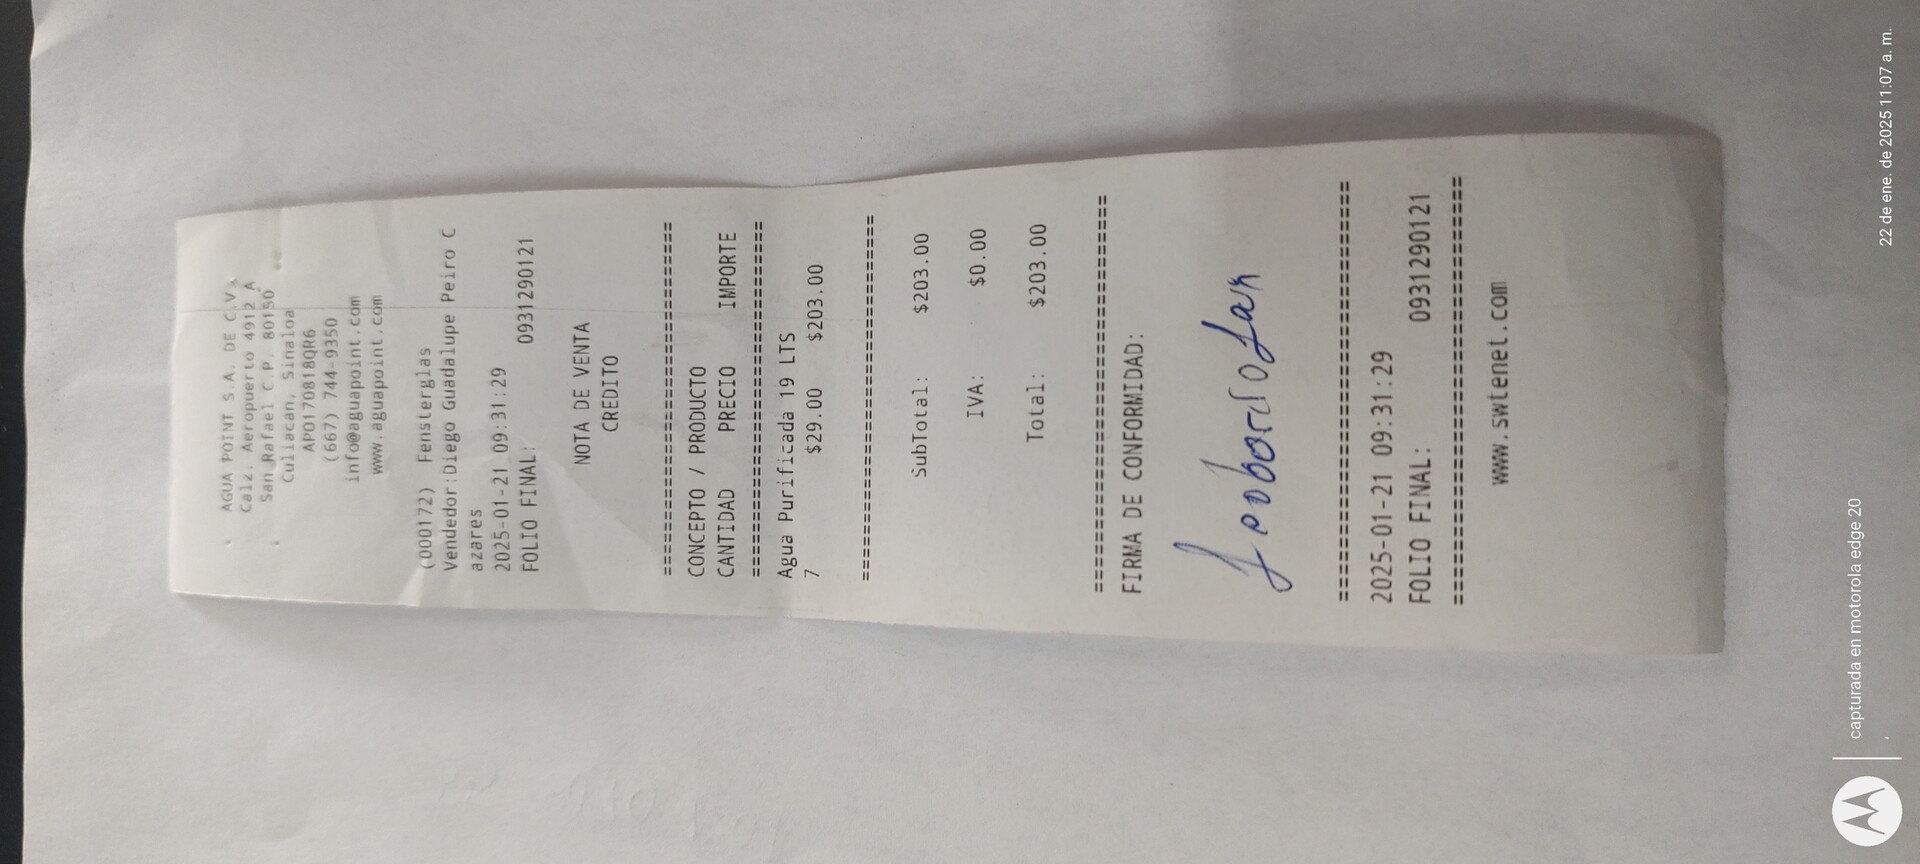 AGUA POINT S.A. DE C.V.
Calz. Aeropuerto 4912 A
San Rafael C.P. 80150
Culiacan, Sinaloa
APO170818QR6
(667) 744-9350
info@aguapoint.com
www.aguapoint.com
(000172) Fensterglas
Vendedor:Diego Guadalupe Peiro C
azares
2025-01-21 09:31:29
FOLIO FINAL: 0931290121
NOTA DE VENTA
CREDITO
================================
CONCEPTO / PRODUCTO
CANTIDAD PRECIO IMPORTE
================================
Agua Purificada 19 LTS
7 $29.00 $203.00
================================
SubTotal: $203.00
IVA: $0.00
Total: $203.00
================================
FIRMA DE CONFORMIDAD:
================================
2025-01-21 09:31:29
FOLIO FINAL: 0931290121
================================
www.swtenet.com
capturada en motorola edge 20
22 de ene. de 2025 11:07 a. m.